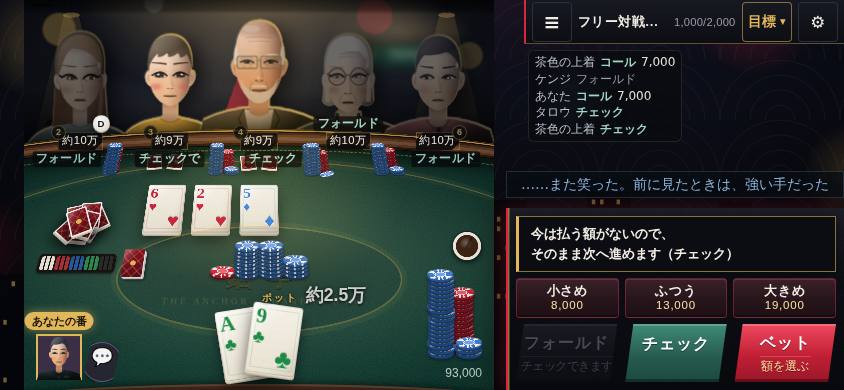 フリー対戦…
1,000/2,000
目標▼
茶色の上着 コール 7,000
ケンジ フォールド
あなた コール 7,000
タロウ チェック
茶色の上着 チェック
D
2
約10万
フォールド
3
約9万
チェックで
4
約9万
チェック
フォールド
約10万
6
約10万
フォールド
6
2
5
……また笑った。前に見たときは、強い手だった
今は払う額がないので、
そのまま次へ進めます（チェック）
THE ANCHOR
ポット 約2.5万
小さめ
8,000
ふつう
13,000
大きめ
19,000
あなたの番
A
9
93,000
フォールド
チェックできます
チェック
ベット
額を選ぶ